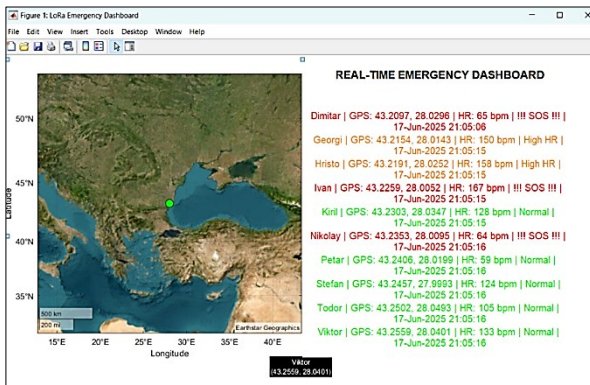 Figure 1: LoRa Emergency Dashboard
File Edit View Insert Tools Desktop Window Help
REAL-TIME EMERGENCY DASHBOARD
Dimitar | GPS: 43.2097, 28.0296 | HR: 65 bpm | !!! SOS !!! |
17-Jun-2025 21:05:06
Georgi | GPS: 43.2154, 28.0143 | HR: 150 bpm | High HR |
17-Jun-2025 21:05:15
Hristo | GPS: 43.2191, 28.0252 | HR: 158 bpm | High HR |
17-Jun-2025 21:05:15
Ivan | GPS: 43.2259, 28.0052 | HR: 167 bpm | !!! SOS !!! |
17-Jun-2025 21:05:15
Kiril | GPS: 43.2303, 28.0347 | HR: 128 bpm | Normal |
17-Jun-2025 21:05:15
Nikolay | GPS: 43.2353, 28.0095 | HR: 64 bpm | !!! SOS !!! |
17-Jun-2025 21:05:16
Petar | GPS: 43.2406, 28.0199 | HR: 59 bpm | Normal |
17-Jun-2025 21:05:16
Stefan | GPS: 43.2457, 27.9993 | HR: 124 bpm | Normal |
17-Jun-2025 21:05:16
Todor | GPS: 43.2502, 28.0493 | HR: 105 bpm | Normal |
17-Jun-2025 21:05:16
Viktor | GPS: 43.2559, 28.0401 | HR: 133 bpm | Normal |
17-Jun-2025 21:05:16
50°N
45°N
Latitude
40°N
35°N
500 km
200 mi
Earthstar Geographics
15°E 20°E 25°E 30°E 35°E 40°E
Longitude
Viktor
(43.2559, 28.0401)